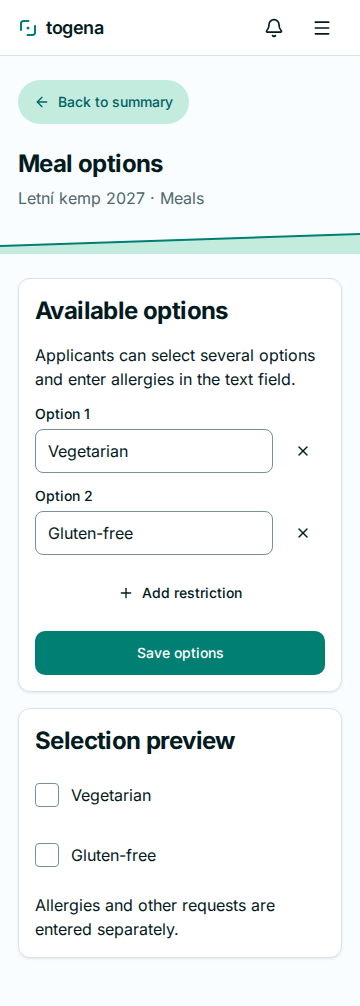 togena
Back to summary
Meal options
Letní kemp 2027 · Meals
Available options
Applicants can select several options
and enter allergies in the text field.
Option 1
Vegetarian
Option 2
Gluten-free
Add restriction
Save options
Selection preview
Vegetarian
Gluten-free
Allergies and other requests are
entered separately.